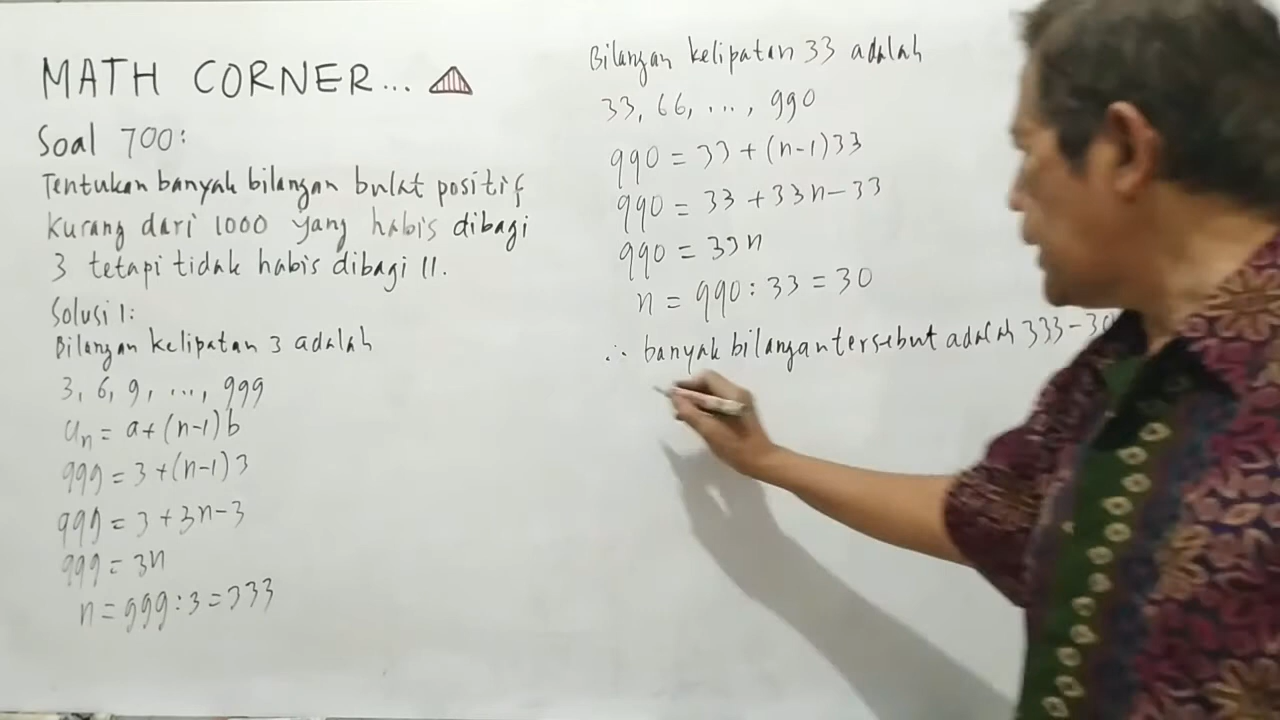 MATH CORNER...
Soal 700:
Tentukan banyak bilangan bulat positif
kurang dari 1000 yang habis dibagi
3 tetapi tidak habis dibagi 11.
Solusi 1:
Bilangan kelipatan 3 adalah
3, 6, 9, ..., 999
Un = a+(n-1)b
999 = 3+(n-1)3
999 = 3+3n-3
999 = 3n
n = 999:3 = 333
Bilangan kelipatan 33 adalah
33, 66, ..., 990
990 = 33+(n-1)33
990 = 33+33n-33
990 = 33n
n = 990:33 = 30
∴ banyak bilangan tersebut adalah 333-30